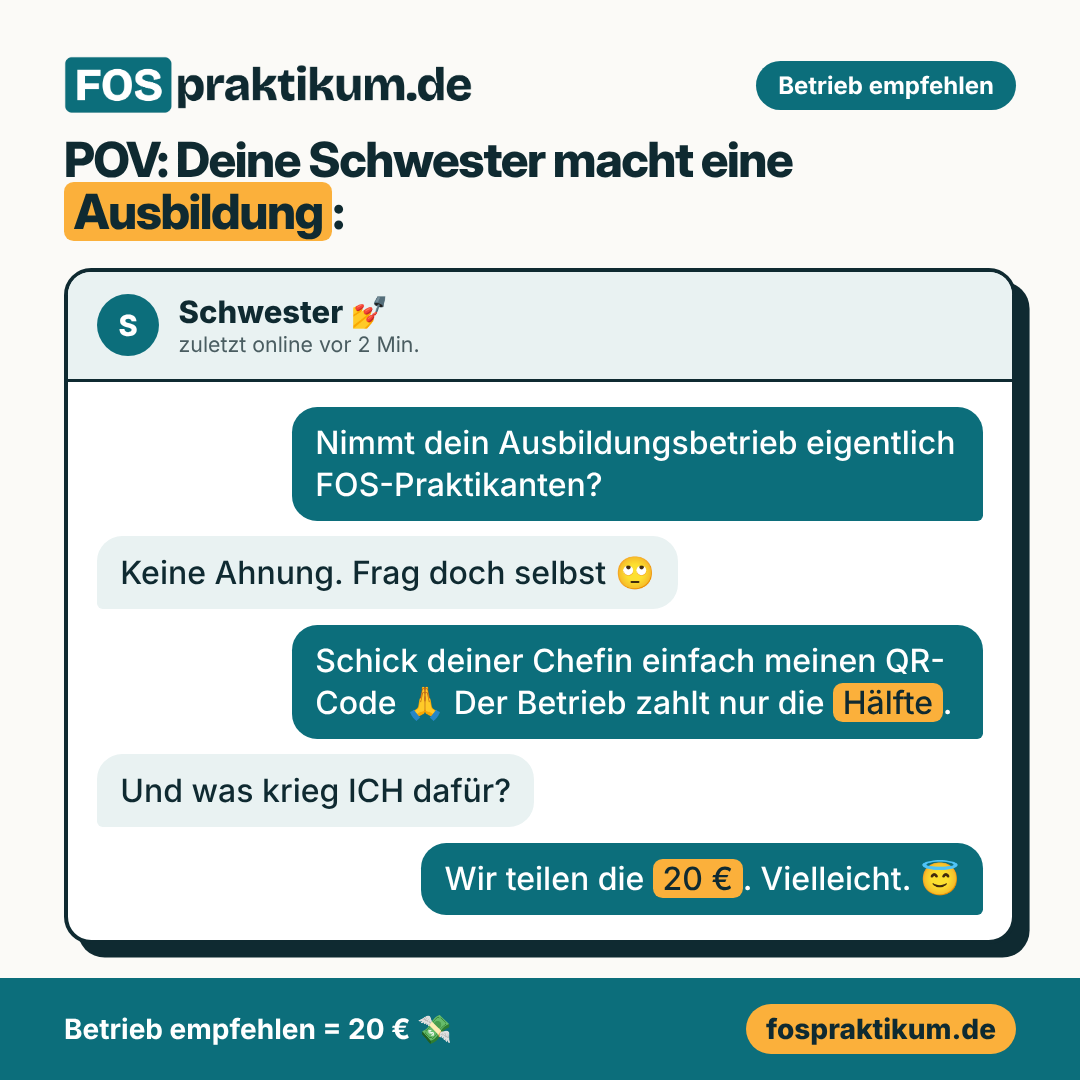 FOSpraktikum.de
Betrieb empfehlen
POV: Deine Schwester macht eine
Ausbildung:
S
Schwester 💅
zuletzt online vor 2 Min.
Nimmt dein Ausbildungsbetrieb eigentlich
FOS-Praktikanten?
Keine Ahnung. Frag doch selbst 🙄
Schick deiner Chefin einfach meinen QR-
Code 🙏 Der Betrieb zahlt nur die Hälfte.
Und was krieg ICH dafür?
Wir teilen die 20 €. Vielleicht. 😇
Betrieb empfehlen = 20 € 💸
fospraktikum.de